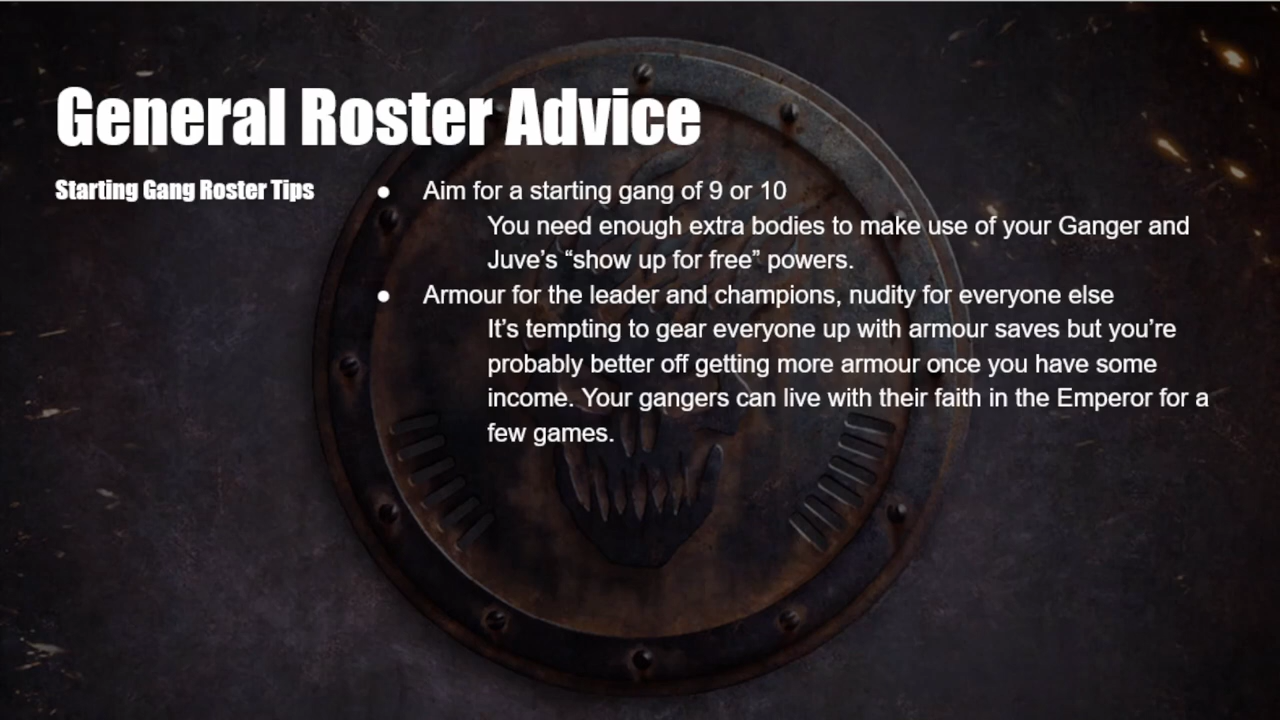 General Roster Advice
Starting Gang Roster Tips
● Aim for a starting gang of 9 or 10
You need enough extra bodies to make use of your Ganger and
Juve’s “show up for free” powers.
● Armour for the leader and champions, nudity for everyone else
It’s tempting to gear everyone up with armour saves but you’re
probably better off getting more armour once you have some
income. Your gangers can live with their faith in the Emperor for a
few games.